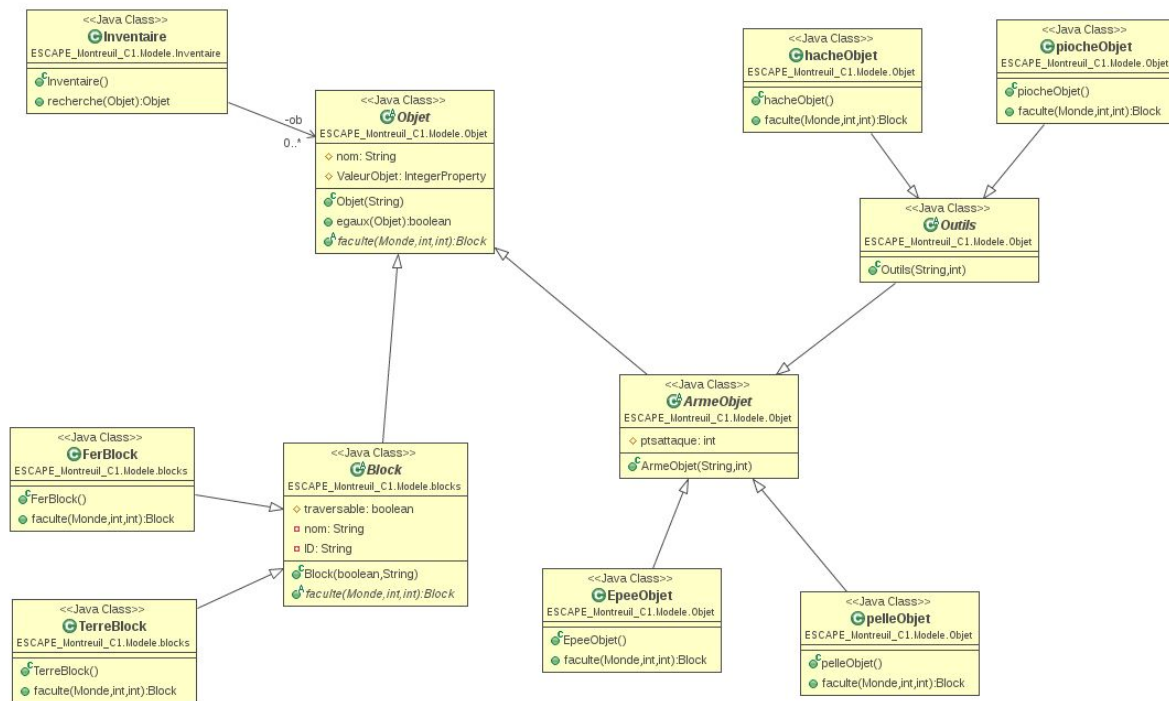 <<Java Class>>
Inventaire
ESCAPE_Montreuil_C1.Modele.Inventaire
Inventaire()
recherche(Objet):Objet
-ob
0..*
<<Java Class>>
Objet
ESCAPE_Montreuil_C1.Modele.Objet
nom: String
ValeurObjet: IntegerProperty
Objet(String)
egaux(Objet):boolean
faculte(Monde,int,int):Block
<<Java Class>>
hacheObjet
ESCAPE_Montreuil_C1.Modele.Objet
hacheObjet()
faculte(Monde,int,int):Block
<<Java Class>>
piocheObjet
ESCAPE_Montreuil_C1.Modele.Objet
piocheObjet()
faculte(Monde,int,int):Block
<<Java Class>>
Outils
ESCAPE_Montreuil_C1.Modele.Objet
Outils(String,int)
<<Java Class>>
ArmeObjet
ESCAPE_Montreuil_C1.Modele.Objet
ptsattaque: int
ArmeObjet(String,int)
<<Java Class>>
FerBlock
ESCAPE_Montreuil_C1.Modele.blocks
FerBlock()
faculte(Monde,int,int):Block
<<Java Class>>
Block
ESCAPE_Montreuil_C1.Modele.blocks
traversable: boolean
nom: String
ID: String
Block(boolean,String)
faculte(Monde,int,int):Block
<<Java Class>>
TerreBlock
ESCAPE_Montreuil_C1.Modele.blocks
TerreBlock()
faculte(Monde,int,int):Block
<<Java Class>>
EpeeObjet
ESCAPE_Montreuil_C1.Modele.Objet
EpeeObjet()
faculte(Monde,int,int):Block
<<Java Class>>
pelleObjet
ESCAPE_Montreuil_C1.Modele.Objet
pelleObjet()
faculte(Monde,int,int):Block